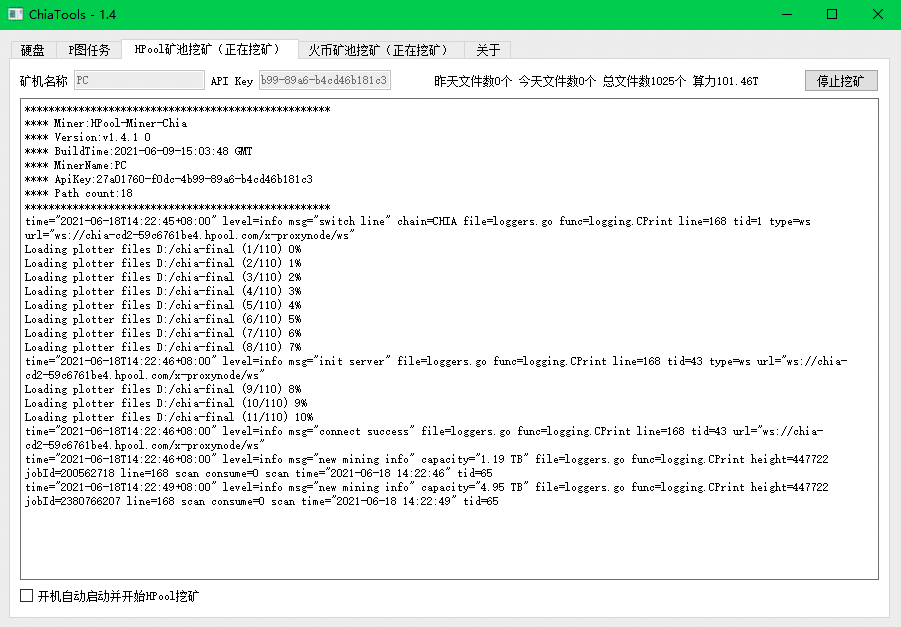 ChiaTools - 1.4
硬盘 P图任务 HPool矿池挖矿（正在挖矿） 火币矿池挖矿（正在挖矿） 关于
矿机名称 PC API Key b99-89a6-b4cd46b181c3 昨天文件数0个 今天文件数0个 总文件数1025个 算力101.46T 停止挖矿
***************************************************
**** Miner:HPool-Miner-Chia
**** Version:v1.4.1 0
**** BuildTime:2021-06-09-15:03:48 GMT
**** MinerName:PC
**** ApiKey:27a01760-f0dc-4b99-89a6-b4cd46b181c3
**** Path count:18
***************************************************
time="2021-06-18T14:22:45+08:00" level=info msg="switch line" chain=CHIA file=loggers.go func=logging.CPrint line=168 tid=1 type=ws
url="ws://chia-cd2-59c6761be4.hpool.com/x-proxynode/ws"
Loading plotter files D:/chia-final (1/110) 0%
Loading plotter files D:/chia-final (2/110) 1%
Loading plotter files D:/chia-final (3/110) 2%
Loading plotter files D:/chia-final (4/110) 3%
Loading plotter files D:/chia-final (5/110) 4%
Loading plotter files D:/chia-final (6/110) 5%
Loading plotter files D:/chia-final (7/110) 6%
Loading plotter files D:/chia-final (8/110) 7%
time="2021-06-18T14:22:46+08:00" level=info msg="init server" file=loggers.go func=logging.CPrint line=168 tid=43 type=ws url="ws://chia-
cd2-59c6761be4.hpool.com/x-proxynode/ws"
Loading plotter files D:/chia-final (9/110) 8%
Loading plotter files D:/chia-final (10/110) 9%
Loading plotter files D:/chia-final (11/110) 10%
time="2021-06-18T14:22:46+08:00" level=info msg="connect success" file=loggers.go func=logging.CPrint line=168 tid=43 url="ws://chia-
cd2-59c6761be4.hpool.com/x-proxynode/ws"
time="2021-06-18T14:22:46+08:00" level=info msg="new mining info" capacity="1.19 TB" file=loggers.go func=logging.CPrint height=447722
jobId=200562718 line=168 scan consume=0 scan time="2021-06-18 14:22:46" tid=65
time="2021-06-18T14:22:49+08:00" level=info msg="new mining info" capacity="4.95 TB" file=loggers.go func=logging.CPrint height=447722
jobId=2380766207 line=168 scan consume=0 scan time="2021-06-18 14:22:49" tid=65
开机自动启动并开始HPool挖矿